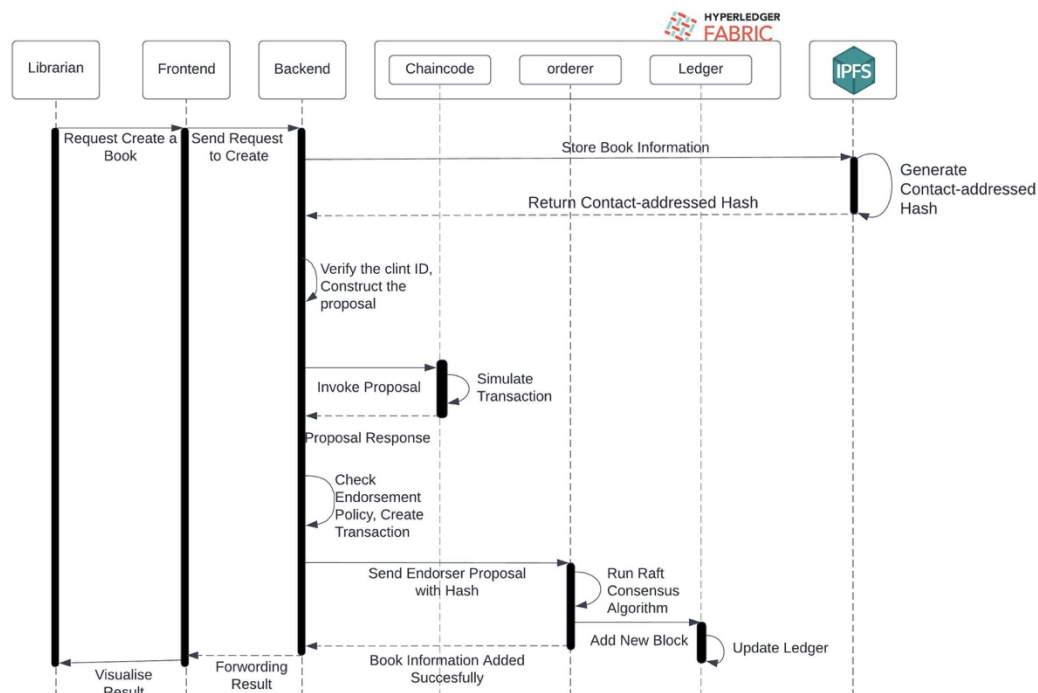 HYPERLEDGER
FABRIC
Librarian
Frontend
Backend
Chaincode
orderer
Ledger
IPFS
Request Create a
Book
Send Request
to Create
Store Book Information
Generate
Contact-addressed
Hash
Return Contact-addressed Hash
Verify the clint ID,
Construct the
proposal
Invoke Proposal
Simulate
Transaction
Proposal Response
Check
Endorsement
Policy, Create
Transaction
Send Endorser Proposal
with Hash
Run Raft
Consensus
Algorithm
Add New Block
Update Ledger
Book Information Added
Succesfully
Forwording
Result
Visualise
Result